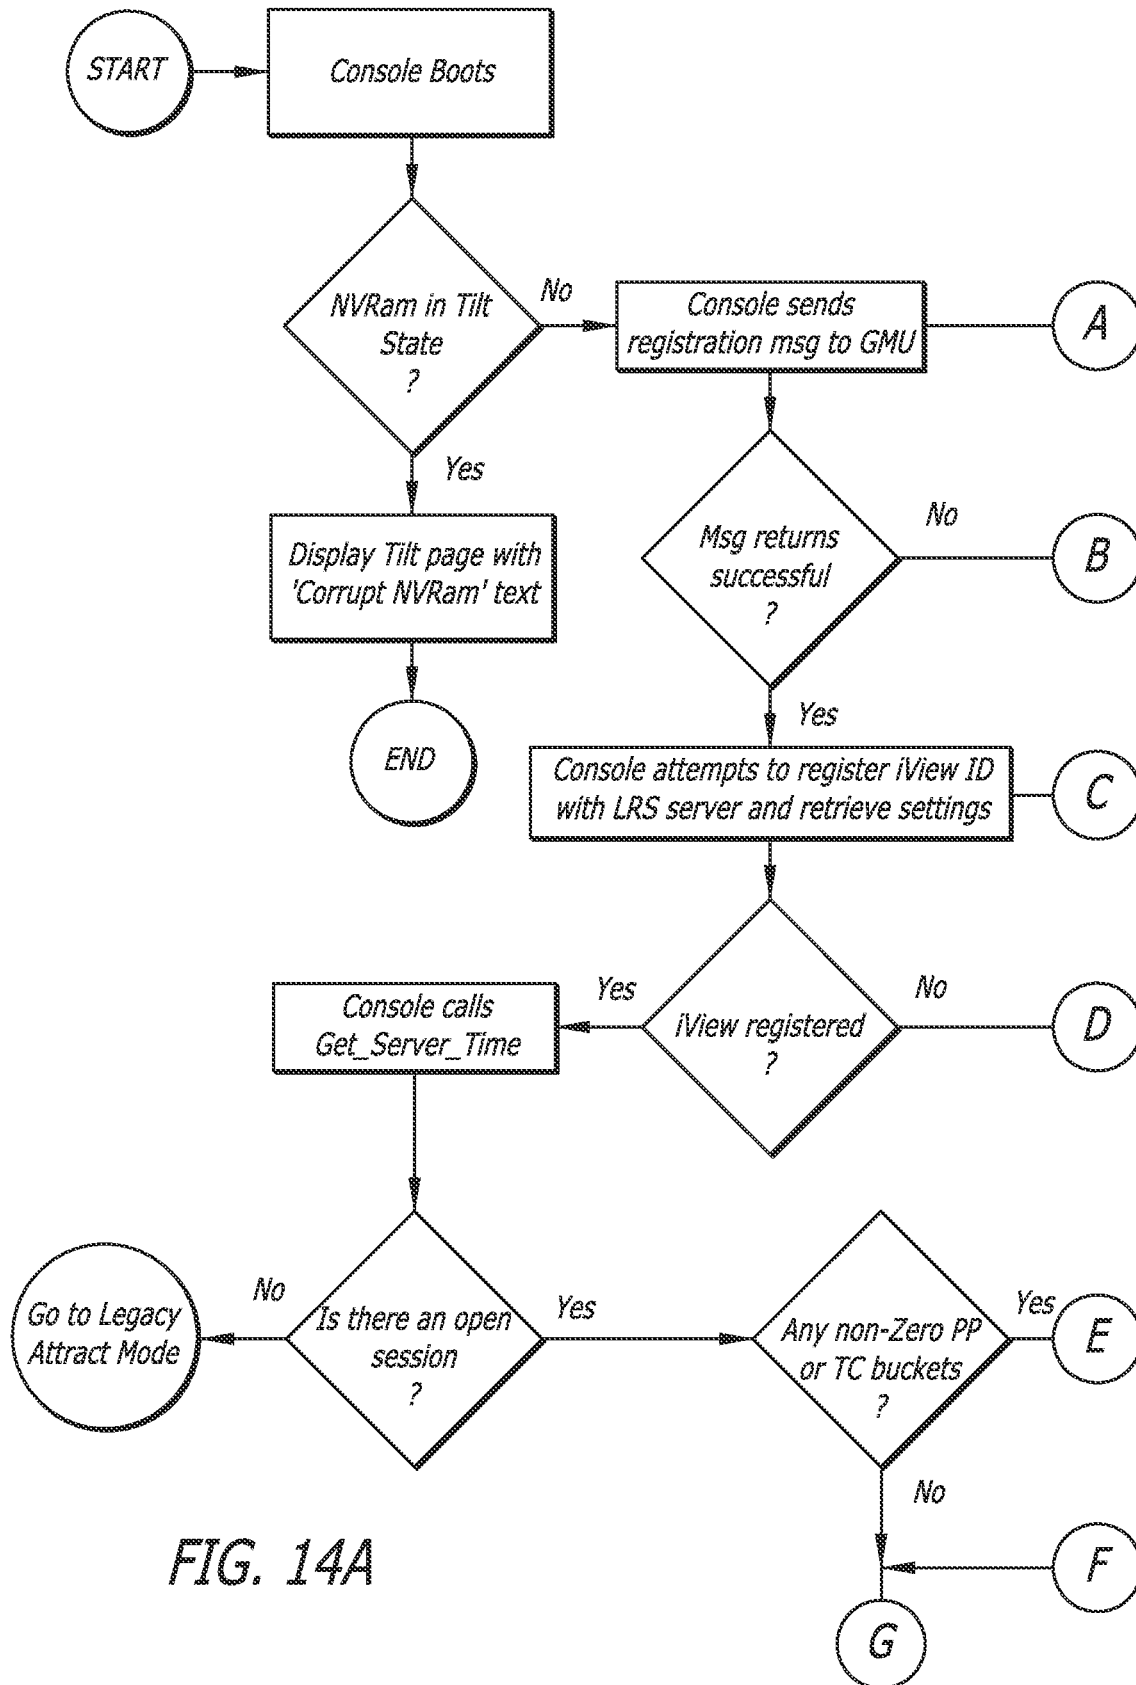 START
Console Boots
NVRam in Tilt
State
?
No
Console sends
registration msg to GMU
A
Yes
Display Tilt page with
'Corrupt NVRam' text
END
Msg returns
successful
?
No
B
Yes
Console attempts to register iView ID
with LRS server and retrieve settings
C
iView registered
?
No
D
Yes
Console calls
Get_Server_Time
Is there an open
session
?
No
Go to Legacy
Attract Mode
Yes
Any non-Zero PP
or TC buckets
?
Yes
E
No
F
G
FIG. 14A